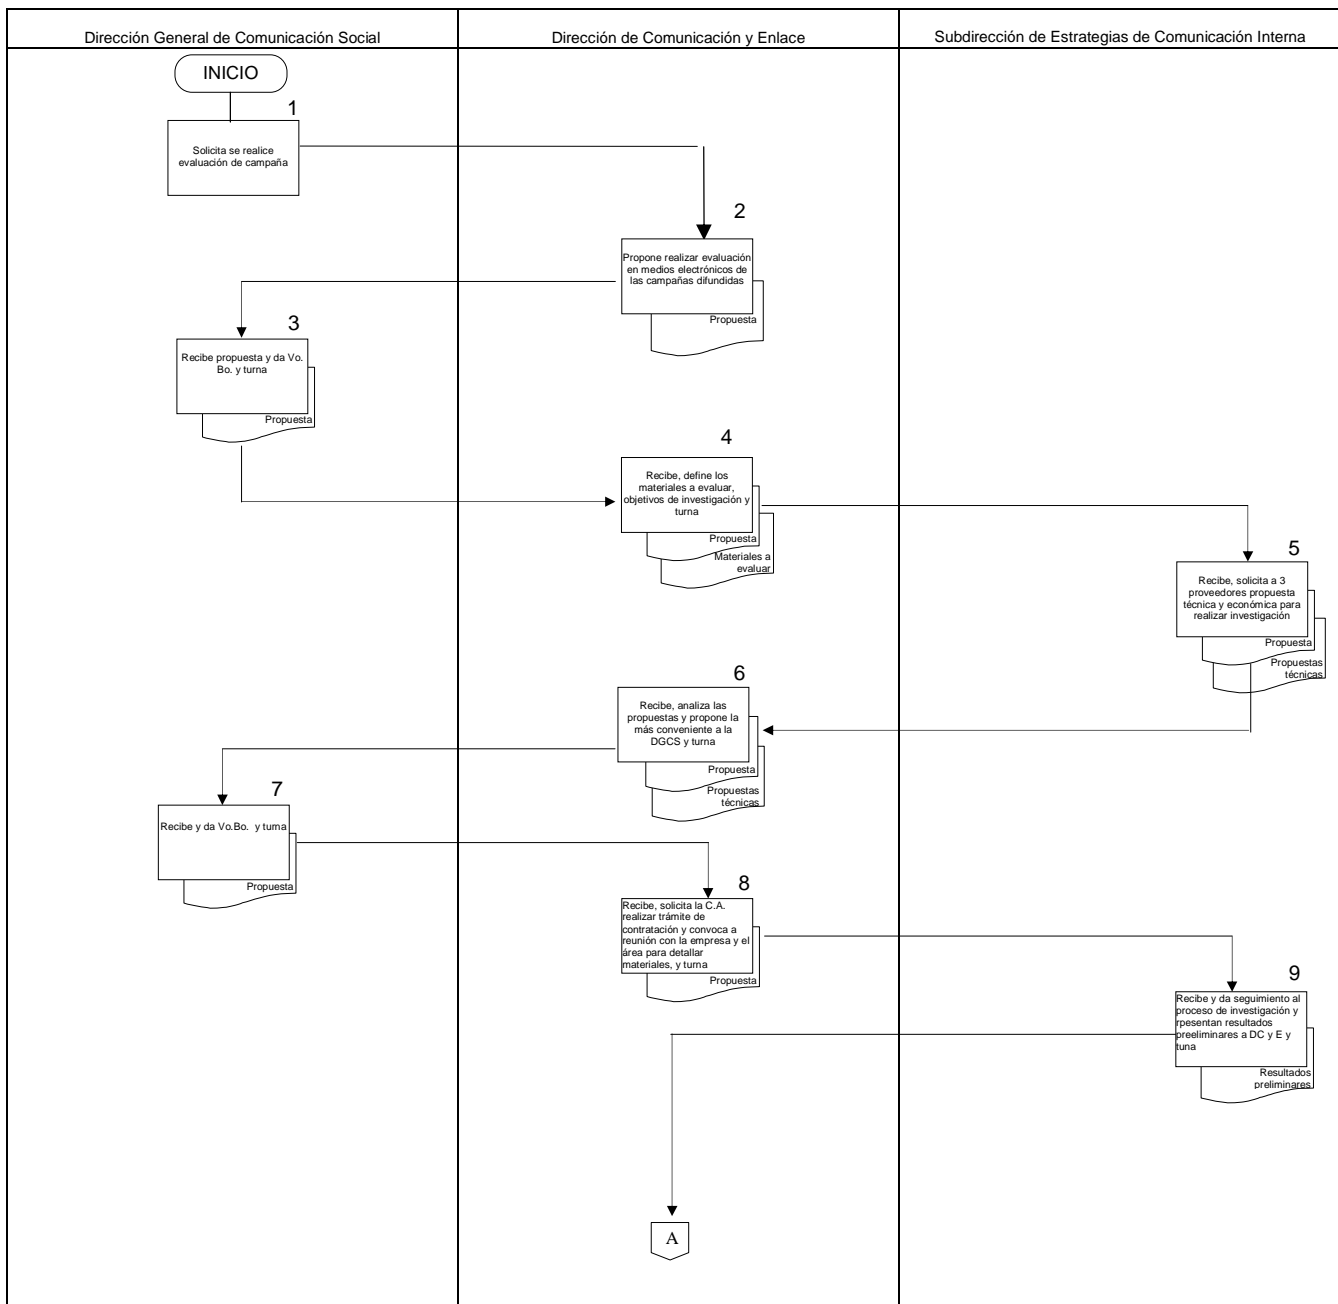 Dirección General de Comunicación Social
Dirección de Comunicación y Enlace
Subdirección de Estrategias de Comunicación Interna
INICIO
1
Solicita se realice
evaluación de campaña
2
Propone realizar evaluación
en medios electrónicos de
las campañas difundidas
Propuesta
3
Recibe propuesta y da Vo.
Bo. y turna
Propuesta
4
Recibe, define los
materiales a evaluar,
objetivos de investigación y
turna
Propuesta
Materiales a
evaluar
5
Recibe, solicita a 3
proveedores propuesta
técnica y económica para
realizar investigación
Propuesta
Propuestas
técnicas
6
Recibe, analiza las
propuestas y propone la
más conveniente a la
DGCS y turna
Propuesta
Propuestas
técnicas
7
Recibe y da Vo.Bo. y turna
Propuesta
8
Recibe, solicita la C.A.
realizar trámite de
contratación y convoca a
reunión con la empresa y el
área para detallar
materiales, y turna
Propuesta
9
Recibe y da seguimiento al
proceso de investigación y
rpesentan resultados
preeliminares a DC y E y
tuna
Resultados
preliminares
A